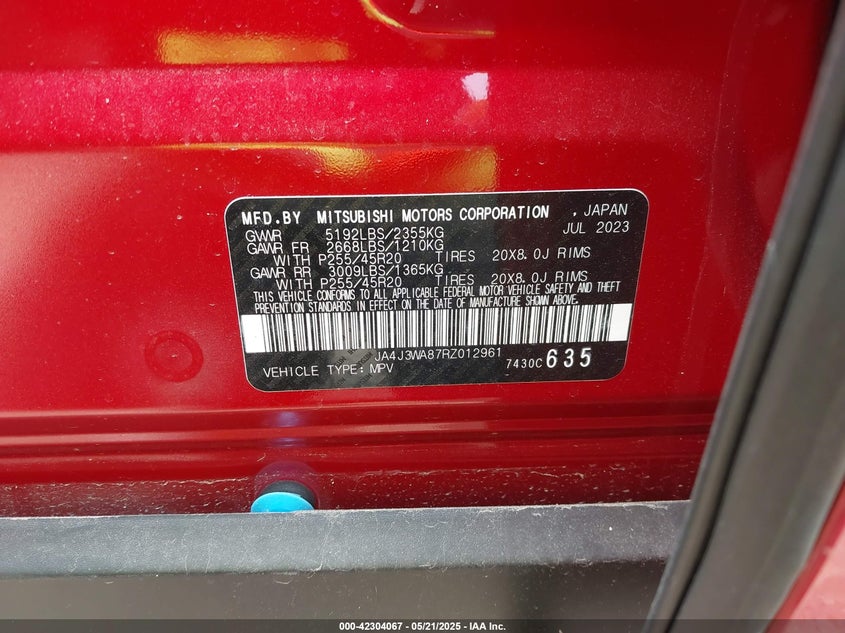 MFD.BY MITSUBISHI MOTORS CORPORATION , JAPAN
GVWR 5192LBS/2355KG JUL 2023
GAWR FR 2668LBS/1210KG
WITH P255/45R20 TIRES 20X8.0J RIMS
GAWR RR 3009LBS/1365KG
WITH P255/45R20 TIRES 20X8.0J RIMS
THIS VEHICLE CONFORMS TO ALL APPLICABLE FEDERAL MOTOR VEHICLE SAFETY AND THEFT
PREVENTION STANDARDS IN EFFECT ON THE DATE OF MANUFACTURE SHOWN ABOVE.
JA4J3WA87RZ012961
VEHICLE TYPE: MPV 7430C 635
000-42304067 - 05/21/2025 - IAA Inc.